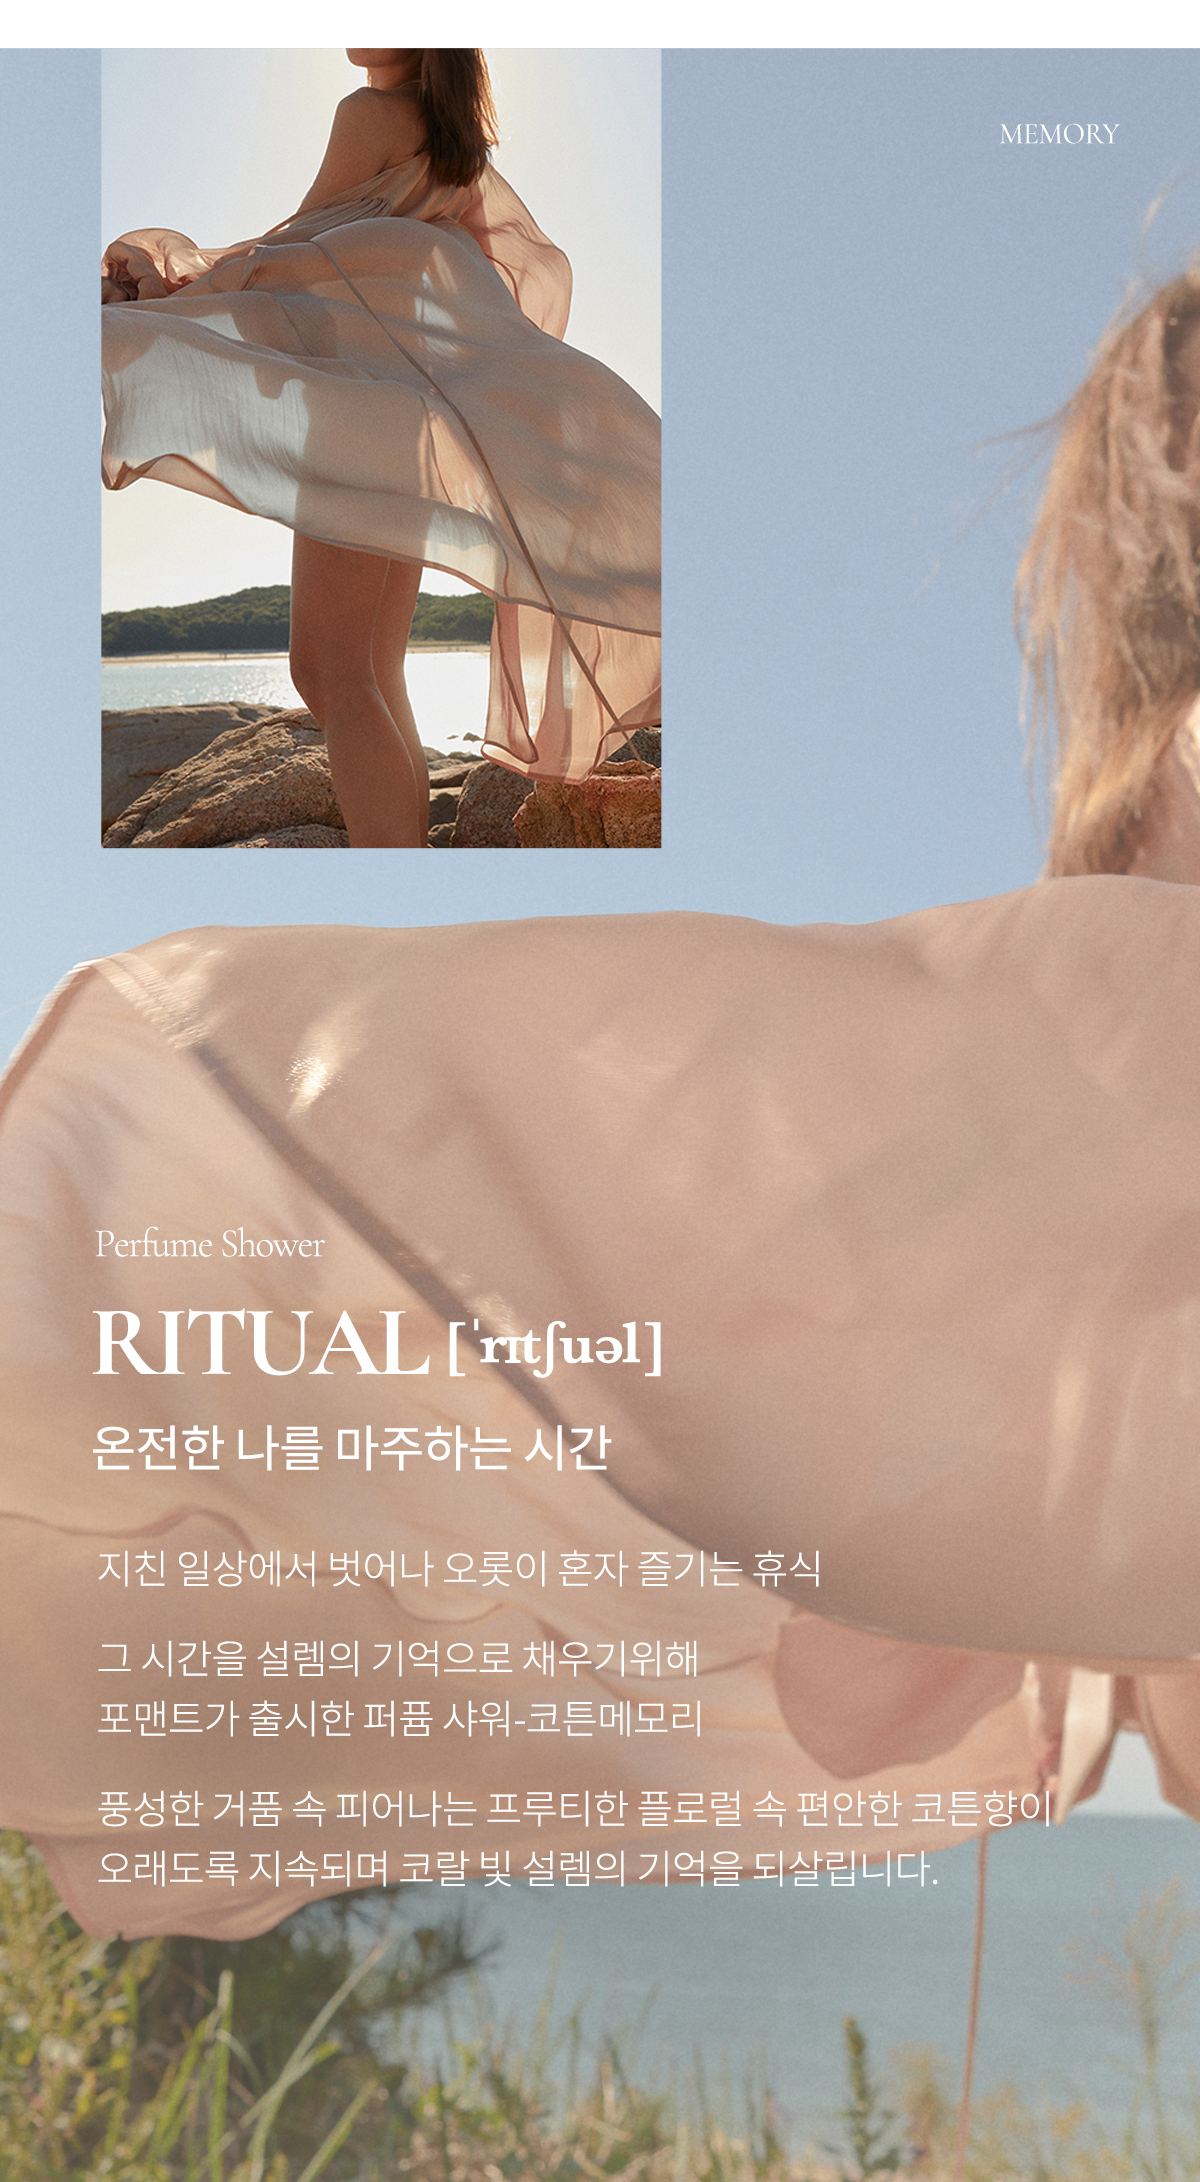 MEMORY
Perfume Shower
RITUAL [ˈrɪtʃuəl]
온전한 나를 마주하는 시간
지친 일상에서 벗어나 오롯이 혼자 즐기는 휴식
그 시간을 설렘의 기억으로 채우기위해
포맨트가 출시한 퍼퓸 샤워-코튼메모리
풍성한 거품 속 피어나는 프루티한 플로럴 속 편안한 코튼향이
오래도록 지속되며 코랄 빛 설렘의 기억을 되살립니다.